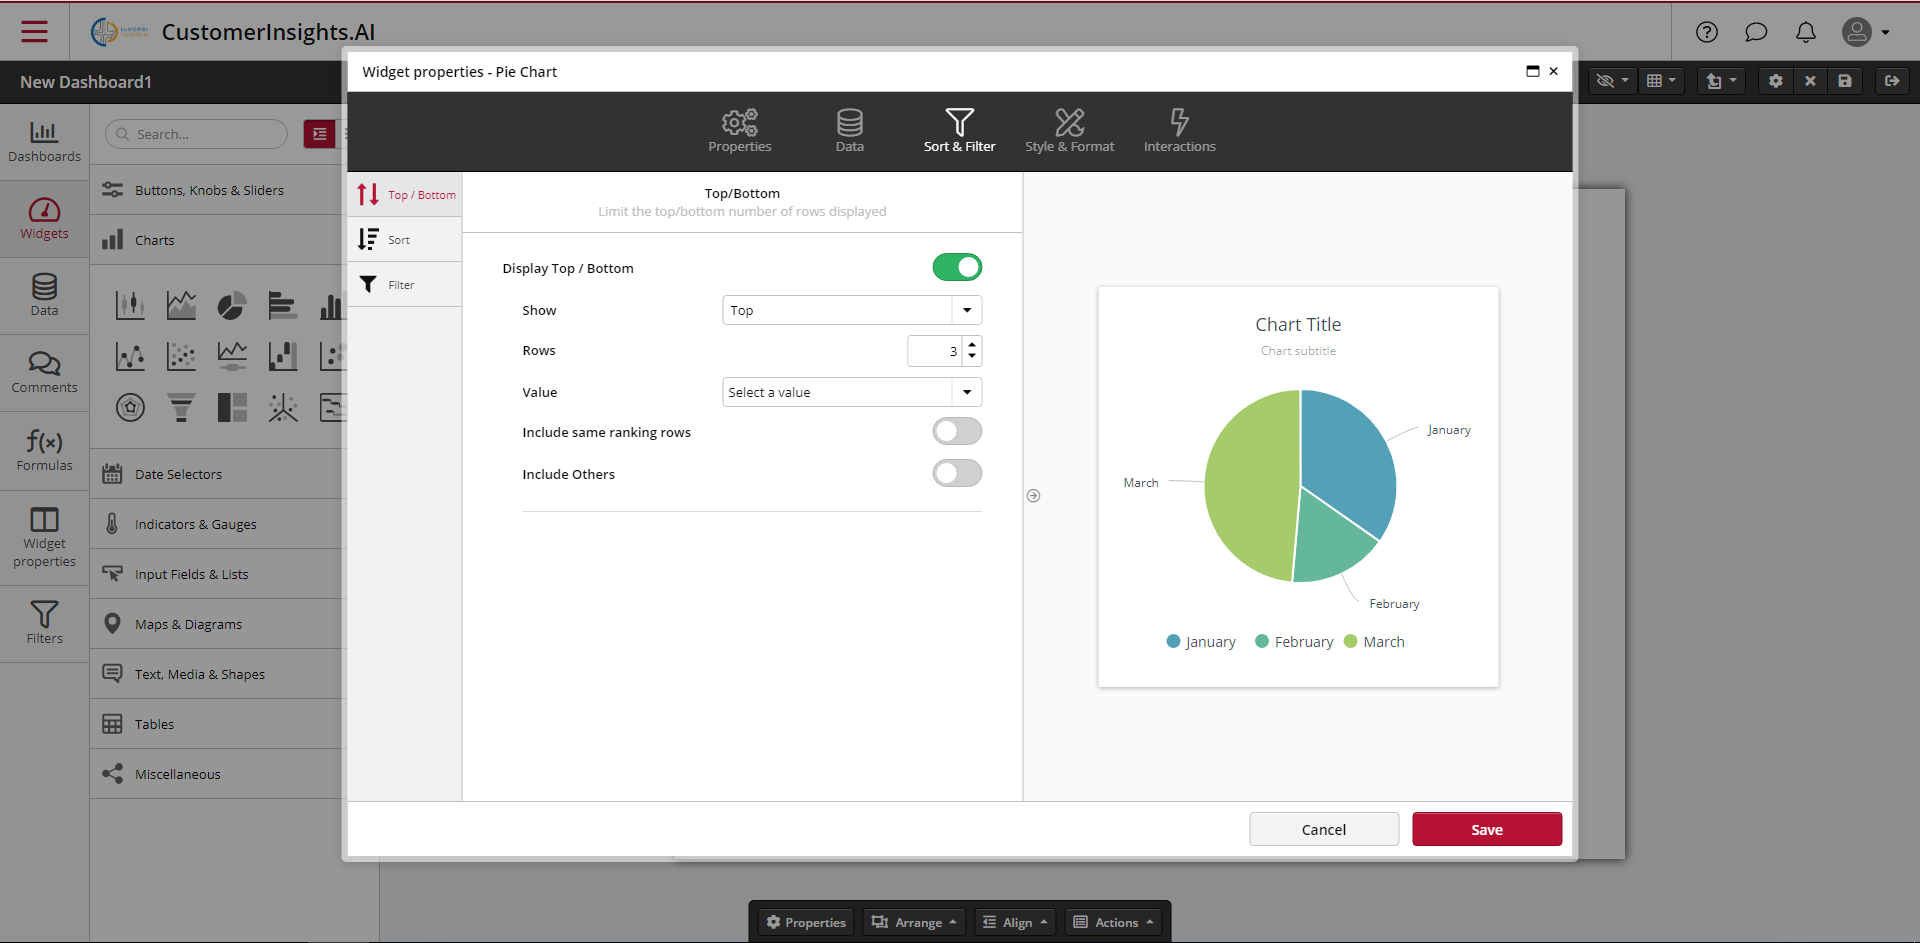 CustomerInsights.AI
New Dashboard1
Widget properties - Pie Chart
Properties
Data
Sort & Filter
Style & Format
Interactions
Dashboards
Widgets
Data
Comments
f(x)
Formulas
Widget
properties
Filters
Search...
Buttons, Knobs & Sliders
Charts
Date Selectors
Indicators & Gauges
Input Fields & Lists
Maps & Diagrams
Text, Media & Shapes
Tables
Miscellaneous
Top / Bottom
Sort
Filter
Top/Bottom
Limit the top/bottom number of rows displayed
Display Top / Bottom
Show
Top
Rows
3
Value
Select a value
Include same ranking rows
Include Others
Chart Title
Chart subtitle
January
March
February
January February March
Cancel
Save
Properties
Arrange
Align
Actions